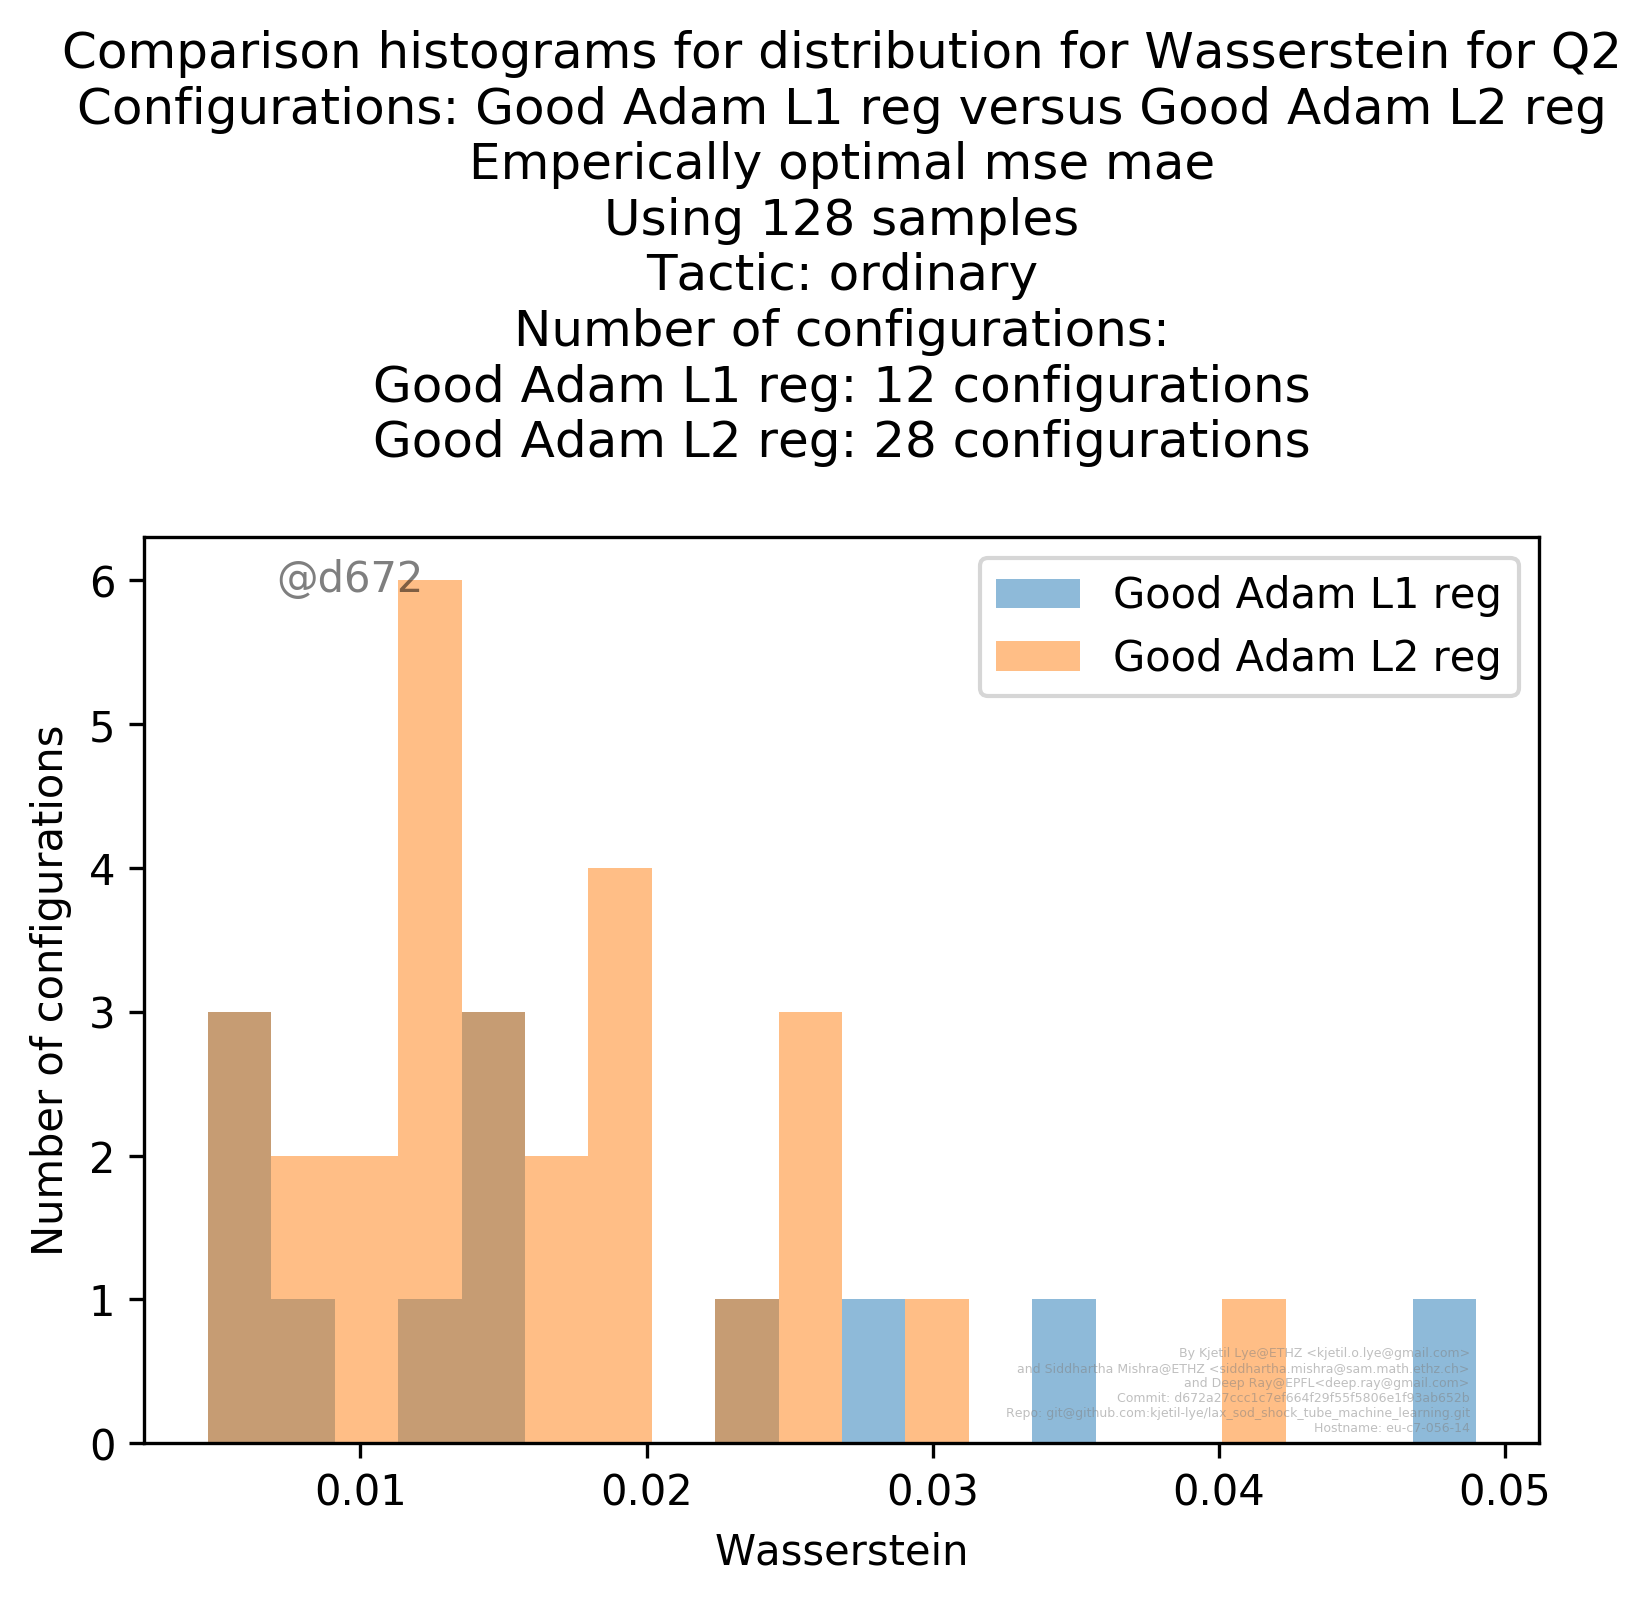 Comparison histograms for distribution for Wasserstein for Q2
Configurations: Good Adam L1 reg versus Good Adam L2 reg
Emperically optimal mse mae
Using 128 samples
Tactic: ordinary
Number of configurations:
Good Adam L1 reg: 12 configurations
Good Adam L2 reg: 28 configurations
@d672
Good Adam L1 reg
Good Adam L2 reg
Number of configurations
6
5
4
3
2
1
0
By Kjetil Lye@ETHZ <kjetil.o.lye@gmail.com>
and Siddhartha Mishra@ETHZ <siddhartha.mishra@sam.math.ethz.ch>
and Deep Ray@EPFL<deep.ray@gmail.com>
Commit: d672a27ccc1c7ef664f29f55f5806e1f93ab652b
Repo: git@github.com:kjetil-lye/lax_sod_shock_tube_machine_learning.git
Hostname: eu-c7-056-14
0.01 0.02 0.03 0.04 0.05
Wasserstein